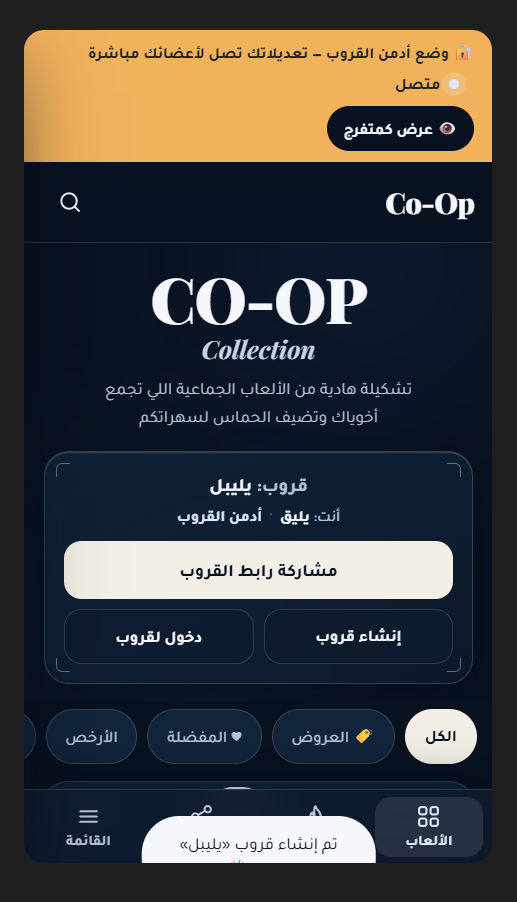 🔐 وضع أدمن القروب — تعديلاتك تصل لأعضائك مباشرة
متصل
👁️ عرض كمتفرج
Co-Op
CO-OP
Collection
تشكيلة هادية من الألعاب الجماعية اللي تجمع
أخوياك وتضيف الحماس لسهراتكم
قروب: يليبل
أنت: يليق · أدمن القروب
مشاركة رابط القروب
إنشاء قروب
دخول لقروب
الكل
🏷️ العروض
♥ المفضلة
الأرخص
الألعاب
القائمة
تم إنشاء قروب «يليبل»